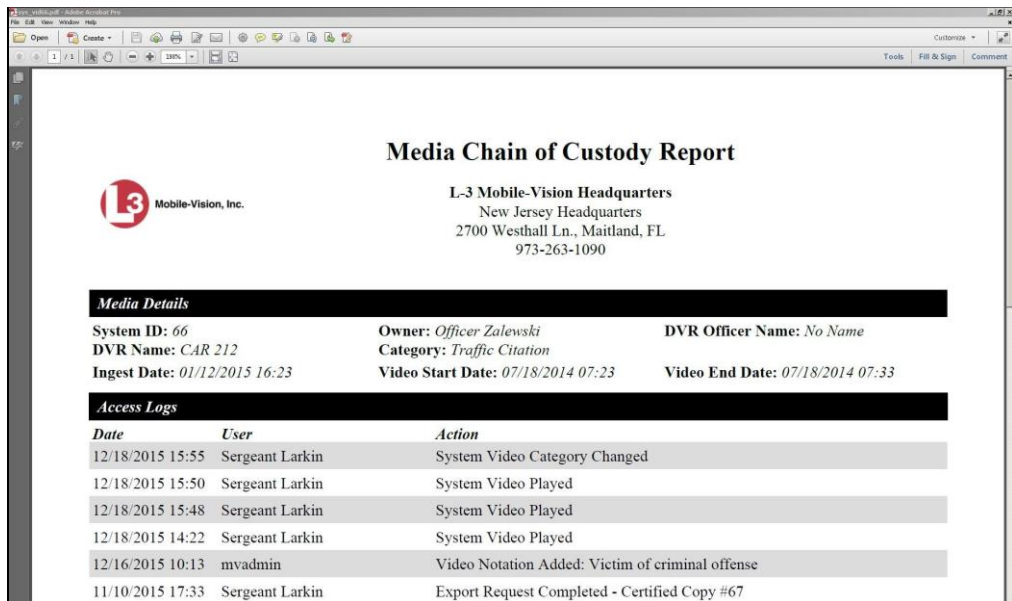 sys_vid66.pdf - Adobe Acrobat Pro
File Edit View Window Help
Open Create Customize
1 / 1 Tools Fill & Sign Comment
Media Chain of Custody Report
L3 Mobile-Vision, Inc.
L-3 Mobile-Vision Headquarters
New Jersey Headquarters
2700 Westhall Ln., Maitland, FL
973-263-1090
Media Details
System ID: 66 Owner: Officer Zalewski DVR Officer Name: No Name
DVR Name: CAR 212 Category: Traffic Citation
Ingest Date: 01/12/2015 16:23 Video Start Date: 07/18/2014 07:23 Video End Date: 07/18/2014 07:33
Access Logs
Date User Action
12/18/2015 15:55 Sergeant Larkin System Video Category Changed
12/18/2015 15:50 Sergeant Larkin System Video Played
12/18/2015 15:48 Sergeant Larkin System Video Played
12/18/2015 14:22 Sergeant Larkin System Video Played
12/16/2015 10:13 mvadmin Video Notation Added: Victim of criminal offense
11/10/2015 17:33 Sergeant Larkin Export Request Completed - Certified Copy #67